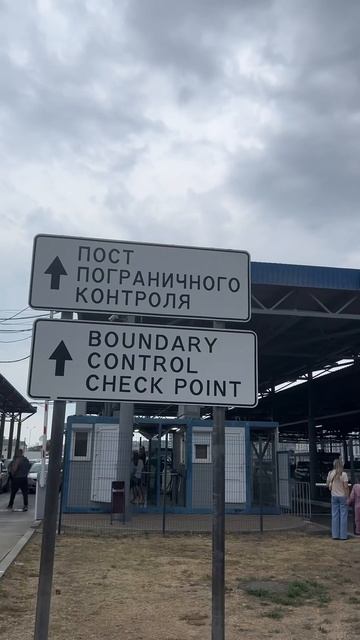 ПОСТ
ПОГРАНИЧНОГО
КОНТРОЛЯ
BOUNDARY
CONTROL
CHECK POINT